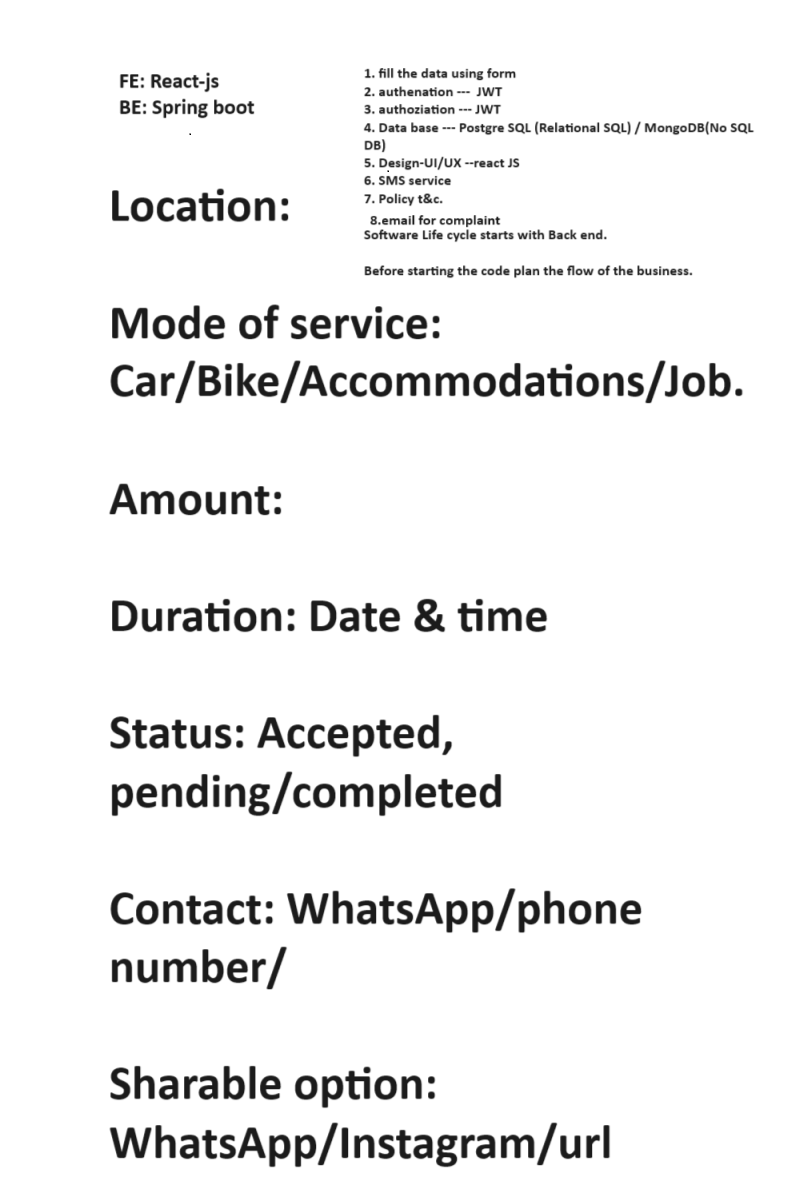 FE: React-js
BE: Spring boot
1. fill the data using form
2. authenation --- JWT
3. authoziation --- JWT
4. Data base --- Postgre SQL (Relational SQL) / MongoDB(No SQL
DB)
5. Design-UI/UX --react JS
6. SMS service
7. Policy t&c.
8.email for complaint
Software Life cycle starts with Back end.
Before starting the code plan the flow of the business.
Location:
Mode of service:
Car/Bike/Accommodations/Job.
Amount:
Duration: Date & time
Status: Accepted,
pending/completed
Contact: WhatsApp/phone
number/
Sharable option:
WhatsApp/Instagram/url